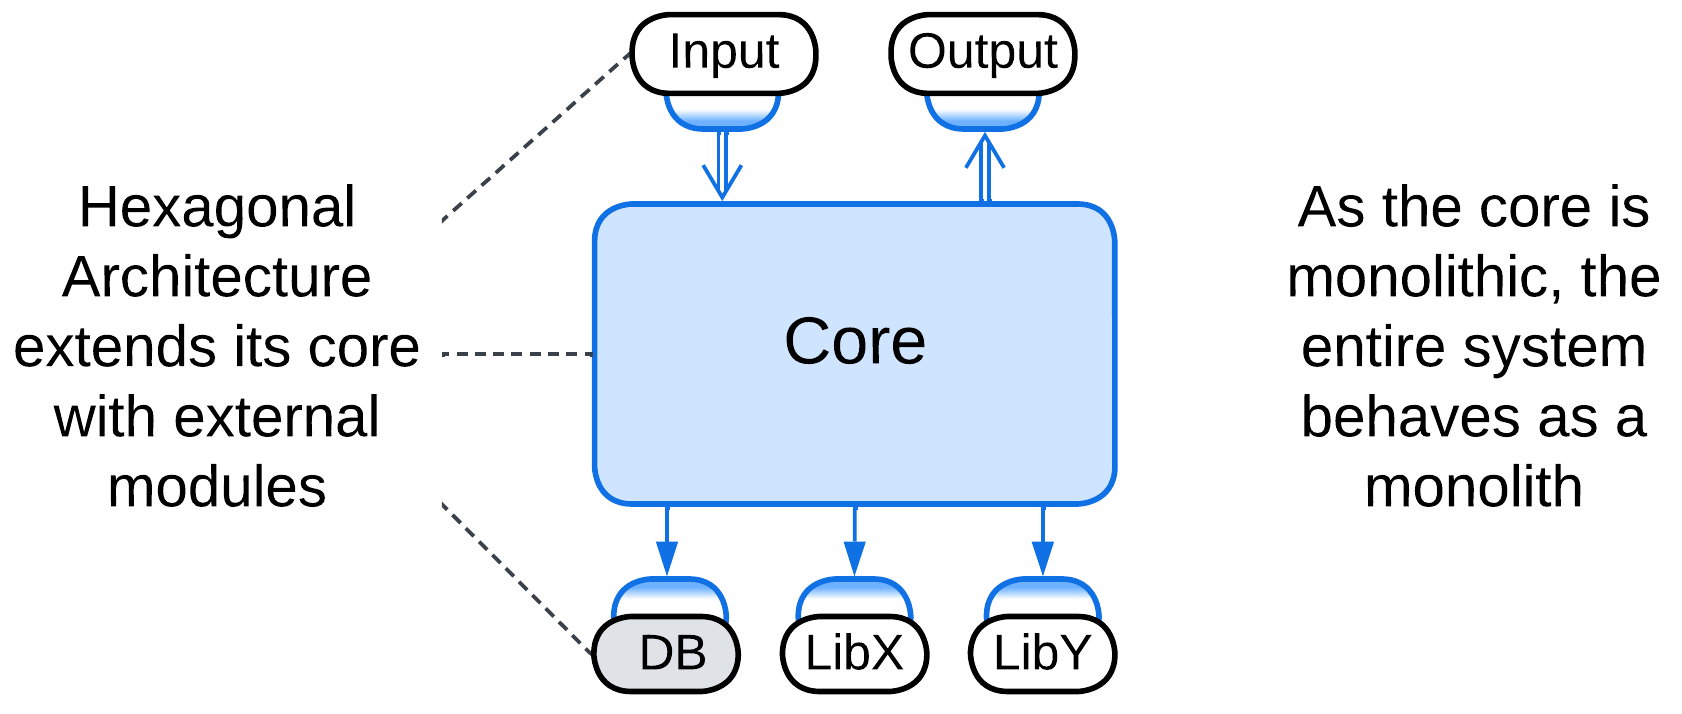 Input
Output
Hexagonal
Architecture
extends its core
with external
modules
Core
As the core is
monolithic, the
entire system
behaves as a
monolith
DB
LibX
LibY